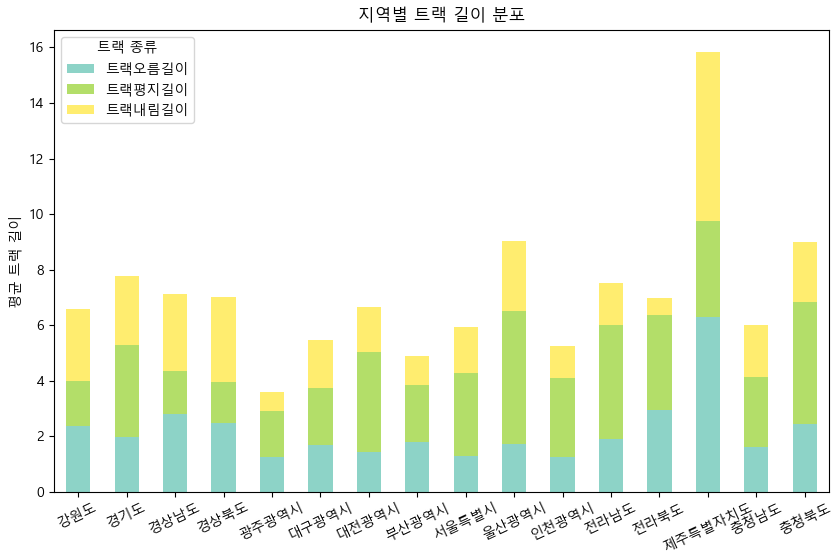 지역별 트랙 길이 분포
트랙 종류
트랙오름길이
트랙평지길이
트랙내림길이
평균 트랙 길이
16
14
12
10
8
6
4
2
0
강원도
경기도
경상남도
경상북도
광주광역시
대구광역시
대전광역시
부산광역시
서울특별시
울산광역시
인천광역시
전라남도
전라북도
제주특별자치도
충청남도
충청북도